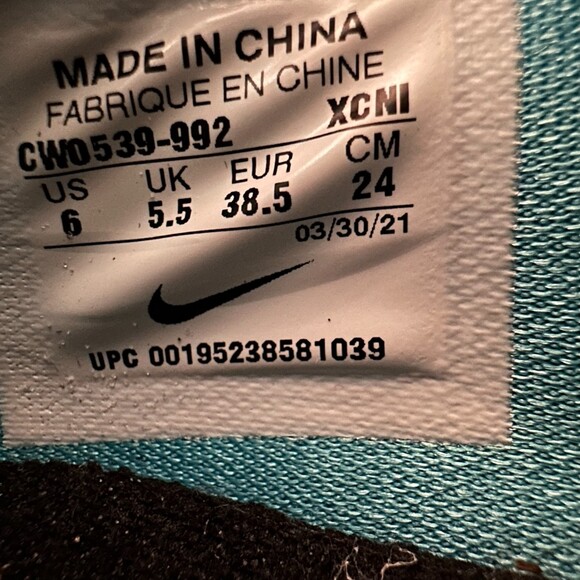 MADE IN CHINA
FABRIQUE EN CHINE
CW0539-992 XCNI
US UK EUR CM
6 5.5 38.5 24
03/30/21
UPC 00195238581039